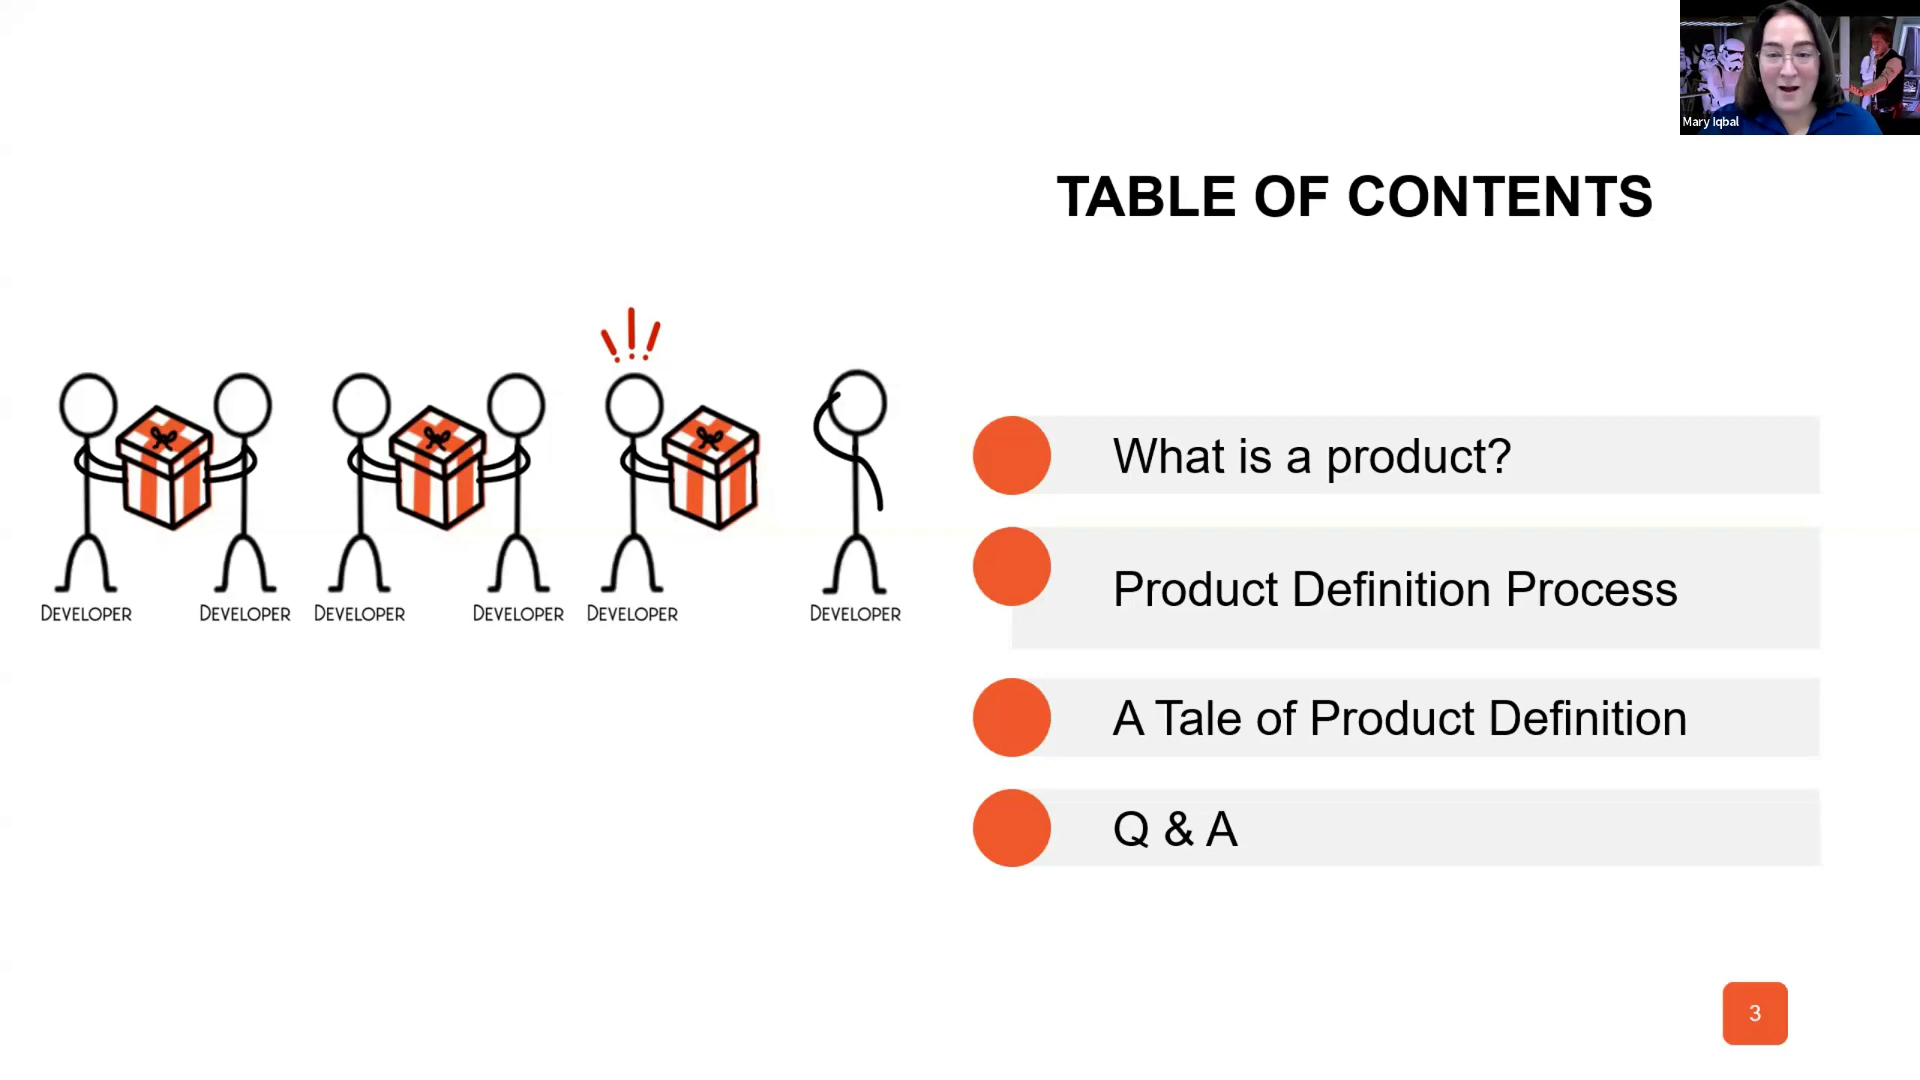 Mary Iqbal
TABLE OF CONTENTS
What is a product?
Product Definition Process
A Tale of Product Definition
Q & A
DEVELOPER DEVELOPER DEVELOPER DEVELOPER DEVELOPER DEVELOPER
3